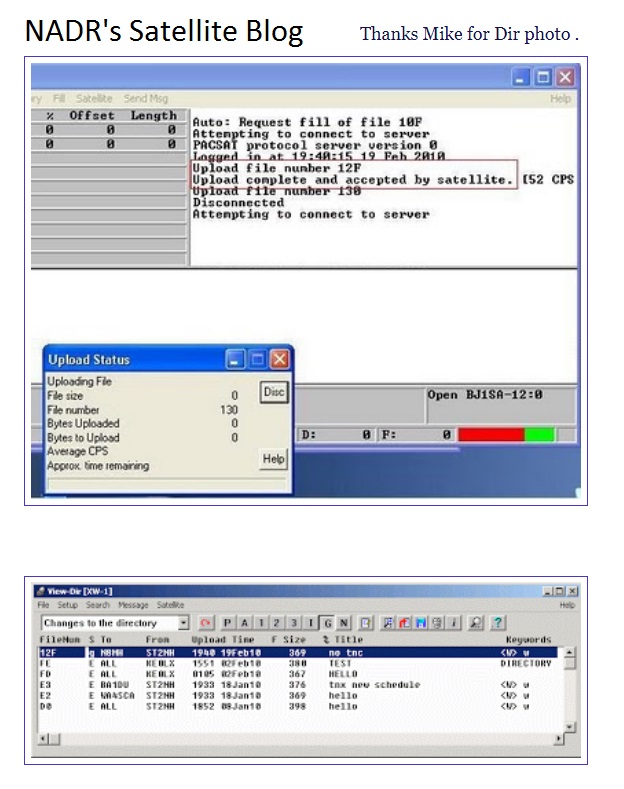 NADR's Satellite Blog
Thanks Mike for Dir photo .
ry Fill Satellite Send Msg Help
% Offset Length
0 0 0
0 0 0
Auto: Request fill of file 10F
Attempting to connect to server
PACSAT protocol server version 0
Logged in at 19:40:15 19 Feb 2010
Upload file number 12F
Upload complete and accepted by satellite. [52 CPS
Upload file number 130
Disconnected
Attempting to connect to server
Upload Status
Uploading File
File size 0
Disc
File number 130
Bytes Uploaded 0
Bytes to Upload 0
Average CPS
Approx. time remaining
Help
Open BJ1SA-12:0
D: 0 F: 0
View-Dir [XW-1]
File Setup Search Message Satellite Help
Changes to the directory P A 1 2 3 I G N i ?
FileNum S To From Upload Time F Size % Title Keywords
12F g N8MH ST2NH 1940 19Feb10 369 no tnc <W> w
FE E ALL KE0LX 1551 02Feb10 380 TEST DIRECTORY
FD E ALL KE0LX 0105 02Feb10 367 HELLO
E3 E BA1DU ST2NH 1933 18Jan10 376 tnx new schedule <W> w
E2 E WA4SCA ST2NH 1933 18Jan10 369 hello <W> w
D0 E ALL ST2NH 1852 08Jan10 398 hello <W> w